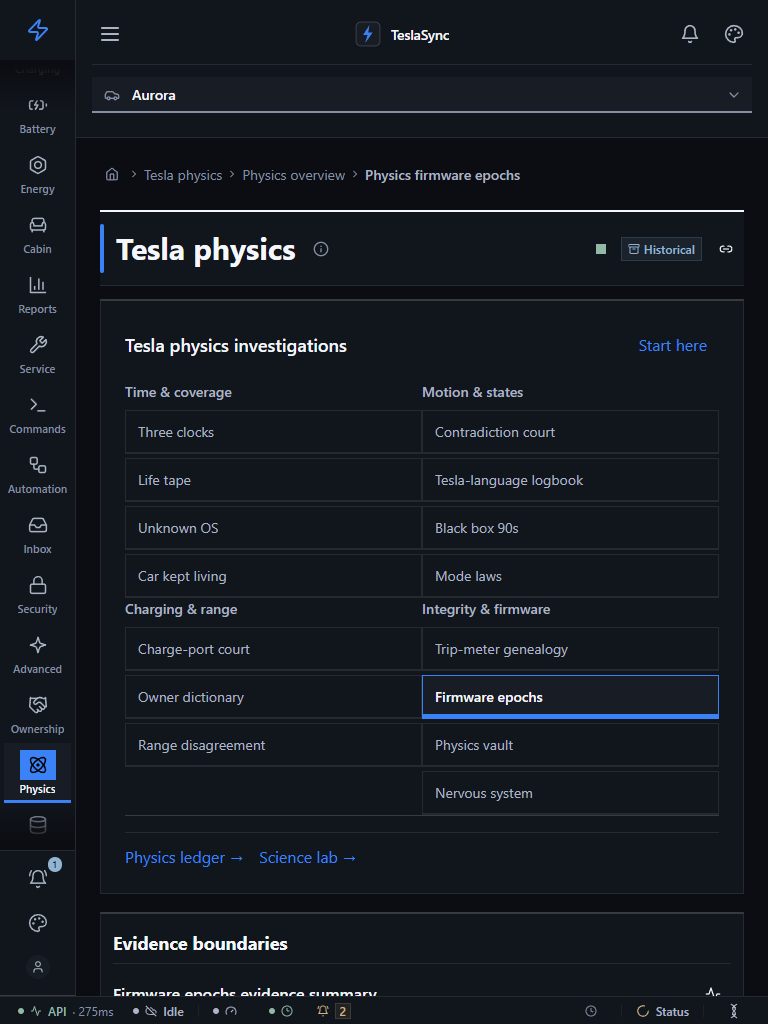 TeslaSync
Aurora
Charging
Battery
Energy
Cabin
Reports
Service
Commands
Automation
Inbox
Security
Advanced
Ownership
Physics
1
Tesla physics
Physics overview
Physics firmware epochs
Tesla physics
Historical
Tesla physics investigations
Start here
Time & coverage
Three clocks
Life tape
Unknown OS
Car kept living
Motion & states
Contradiction court
Tesla-language logbook
Black box 90s
Mode laws
Charging & range
Charge-port court
Owner dictionary
Range disagreement
Integrity & firmware
Trip-meter genealogy
Firmware epochs
Physics vault
Nervous system
Physics ledger →
Science lab →
Evidence boundaries
Firmware epochs evidence summary
API · 275ms
Idle
2
Status